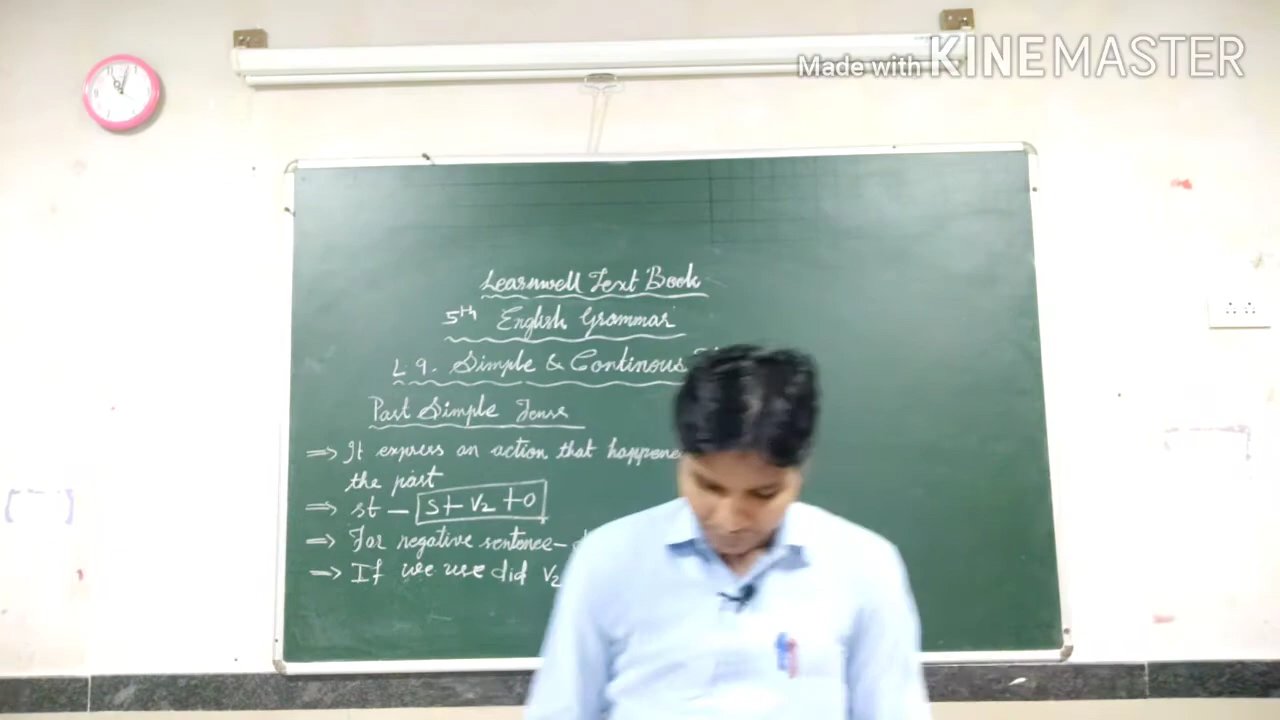 Made with KINEMASTER
Learnwell Text Book
5th English Grammar
L 9. Simple & Continous
Past Simple Tense
⇒ It express an action that
the past
⇒ st – S + V2 + O
⇒ For negative sentence –
⇒ If we use did V2